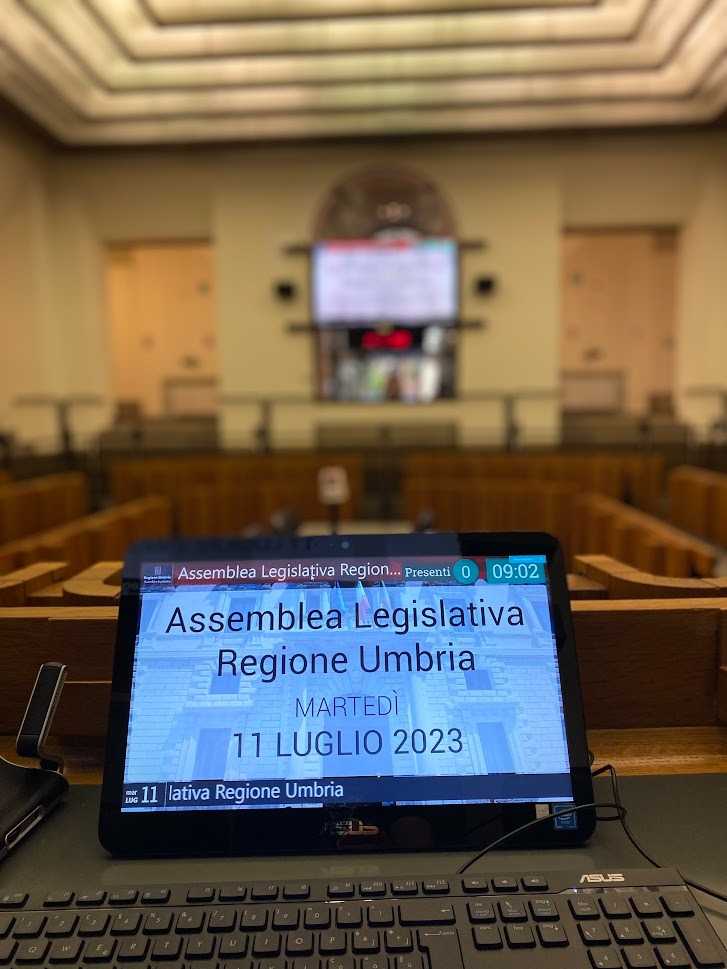 Assemblea Legislativa Region... Presenti 0 09:02
Assemblea Legislativa
Regione Umbria
MARTEDÌ
11 LUGLIO 2023
mar LUG 11 lativa Regione Umbria
ASUS
ASUS